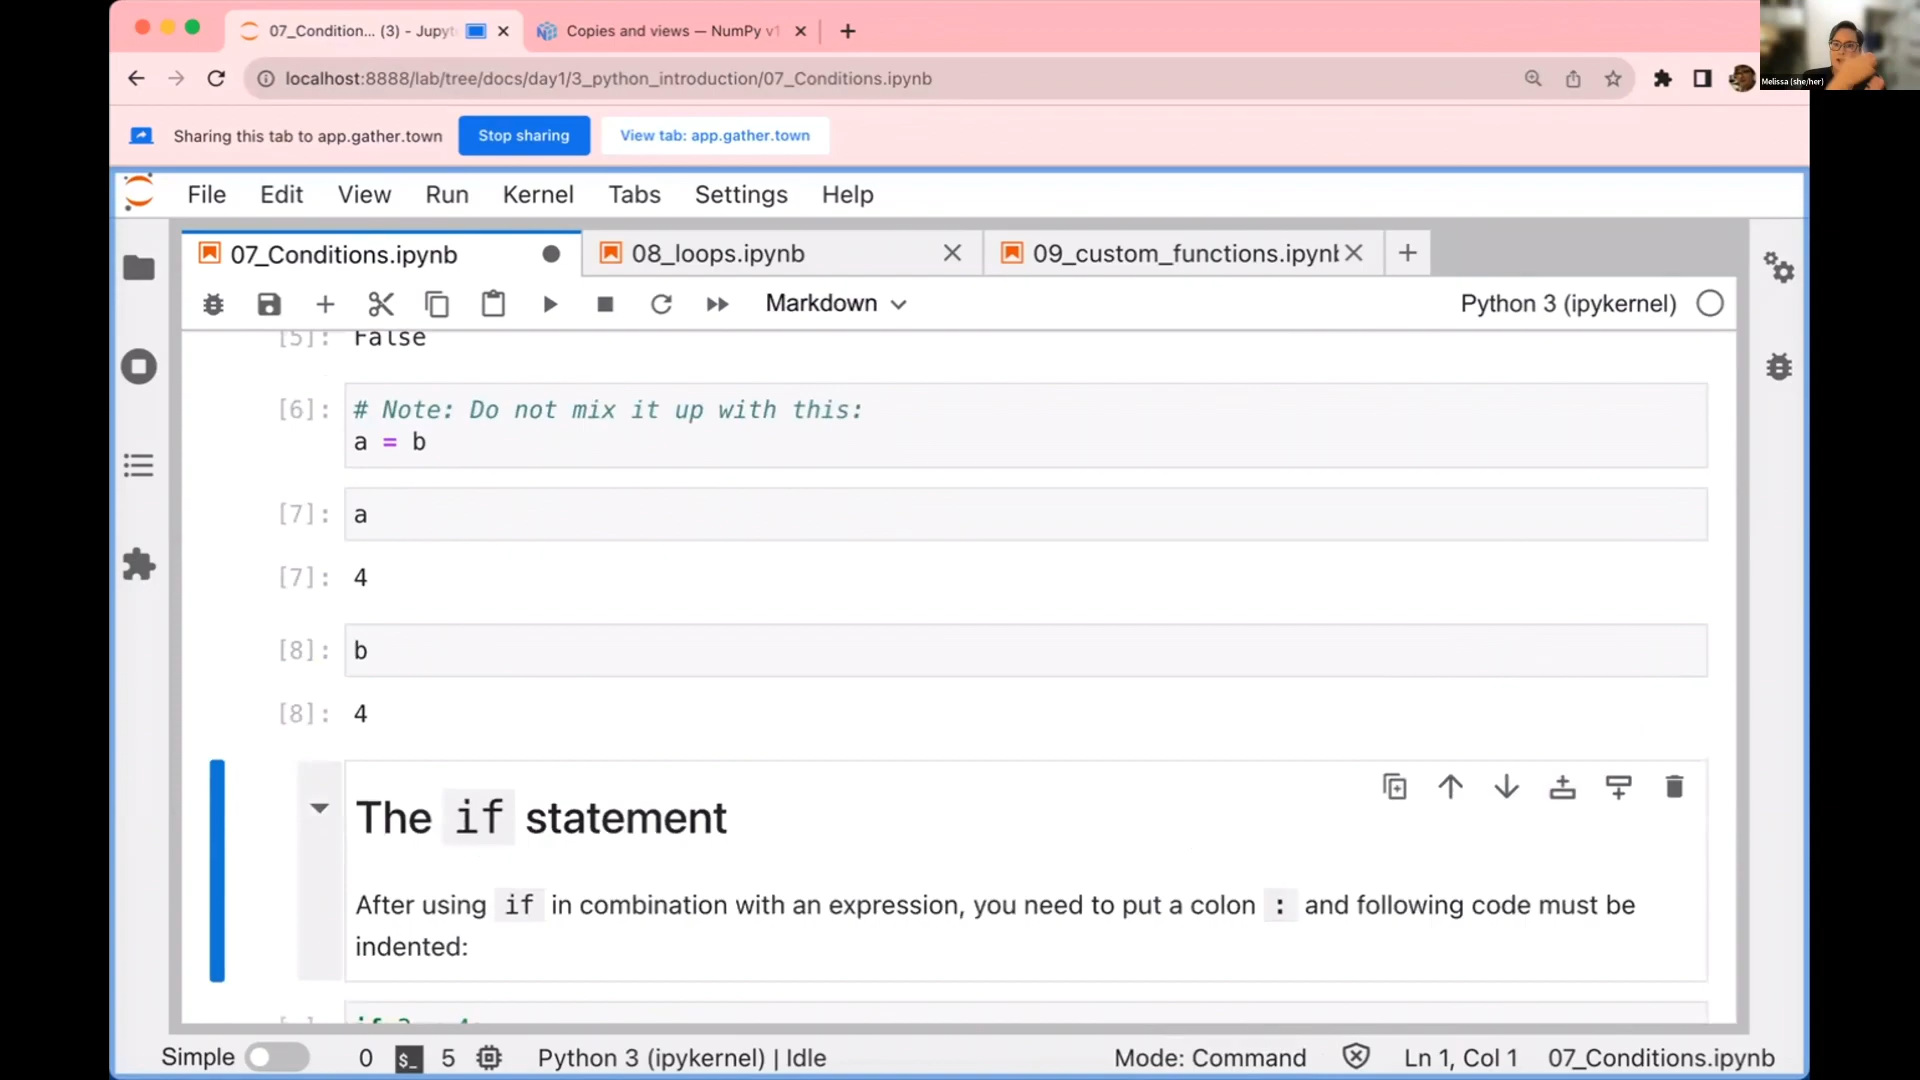 07_Condition... (3) - Jupyt
Copies and views — NumPy v1
localhost:8888/lab/tree/docs/day1/3_python_introduction/07_Conditions.ipynb
Melissa (she/her)
Sharing this tab to app.gather.town
Stop sharing
View tab: app.gather.town
File Edit View Run Kernel Tabs Settings Help
07_Conditions.ipynb
08_loops.ipynb
09_custom_functions.ipynb
Markdown
Python 3 (ipykernel)
[5]: False
[6]: # Note: Do not mix it up with this:
a = b
[7]: a
[7]: 4
[8]: b
[8]: 4
The if statement
After using if in combination with an expression, you need to put a colon : and following code must be
indented:
Simple 0 $_ 5 Python 3 (ipykernel) | Idle Mode: Command Ln 1, Col 1 07_Conditions.ipynb